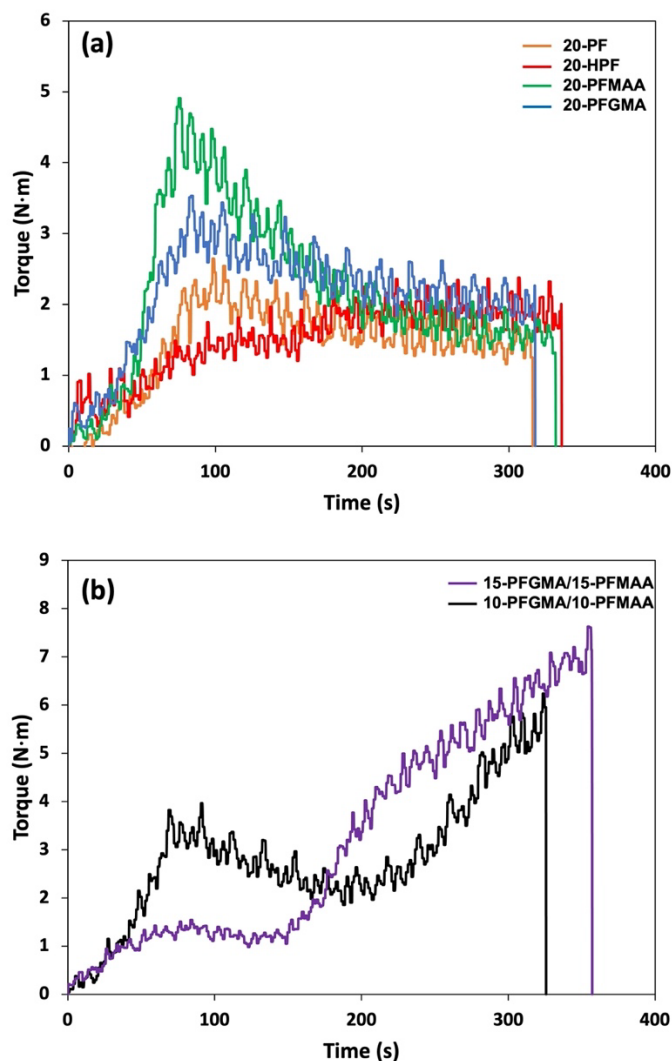 (a)
20-PF
20-HPF
20-PFMAA
20-PFGMA
Torque (N·m)
6
5
4
3
2
1
0
0 100 200 300 400
Time (s)
(b)
15-PFGMA/15-PFMAA
10-PFGMA/10-PFMAA
Torque (N·m)
9
8
7
6
5
4
3
2
1
0
0 100 200 300 400
Time (s)